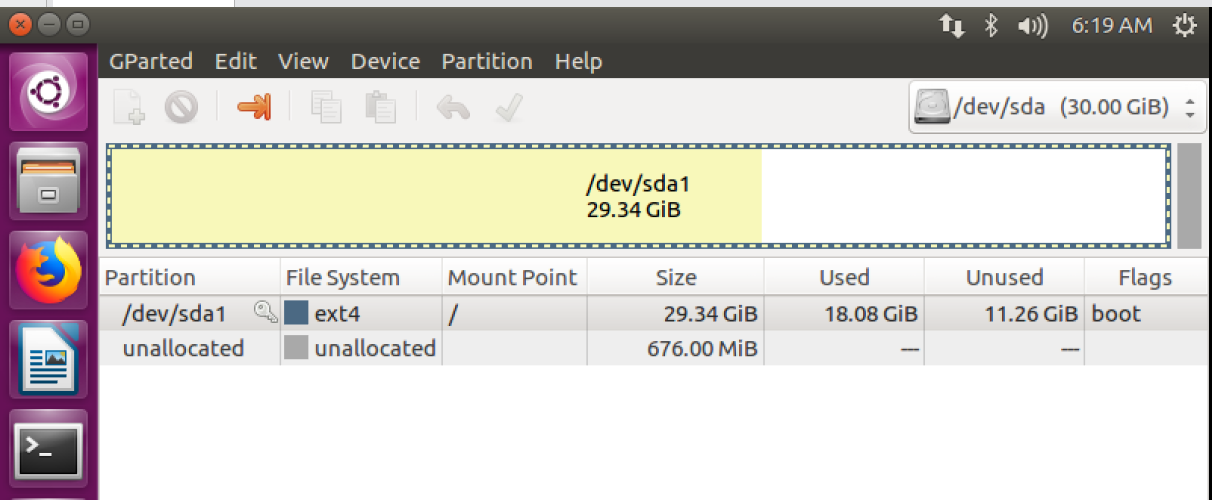 6:19 AM
GParted Edit View Device Partition Help
/dev/sda (30.00 GiB)
/dev/sda1
29.34 GiB
Partition File System Mount Point Size Used Unused Flags
/dev/sda1 ext4 / 29.34 GiB 18.08 GiB 11.26 GiB boot
unallocated unallocated 676.00 MiB --- ---